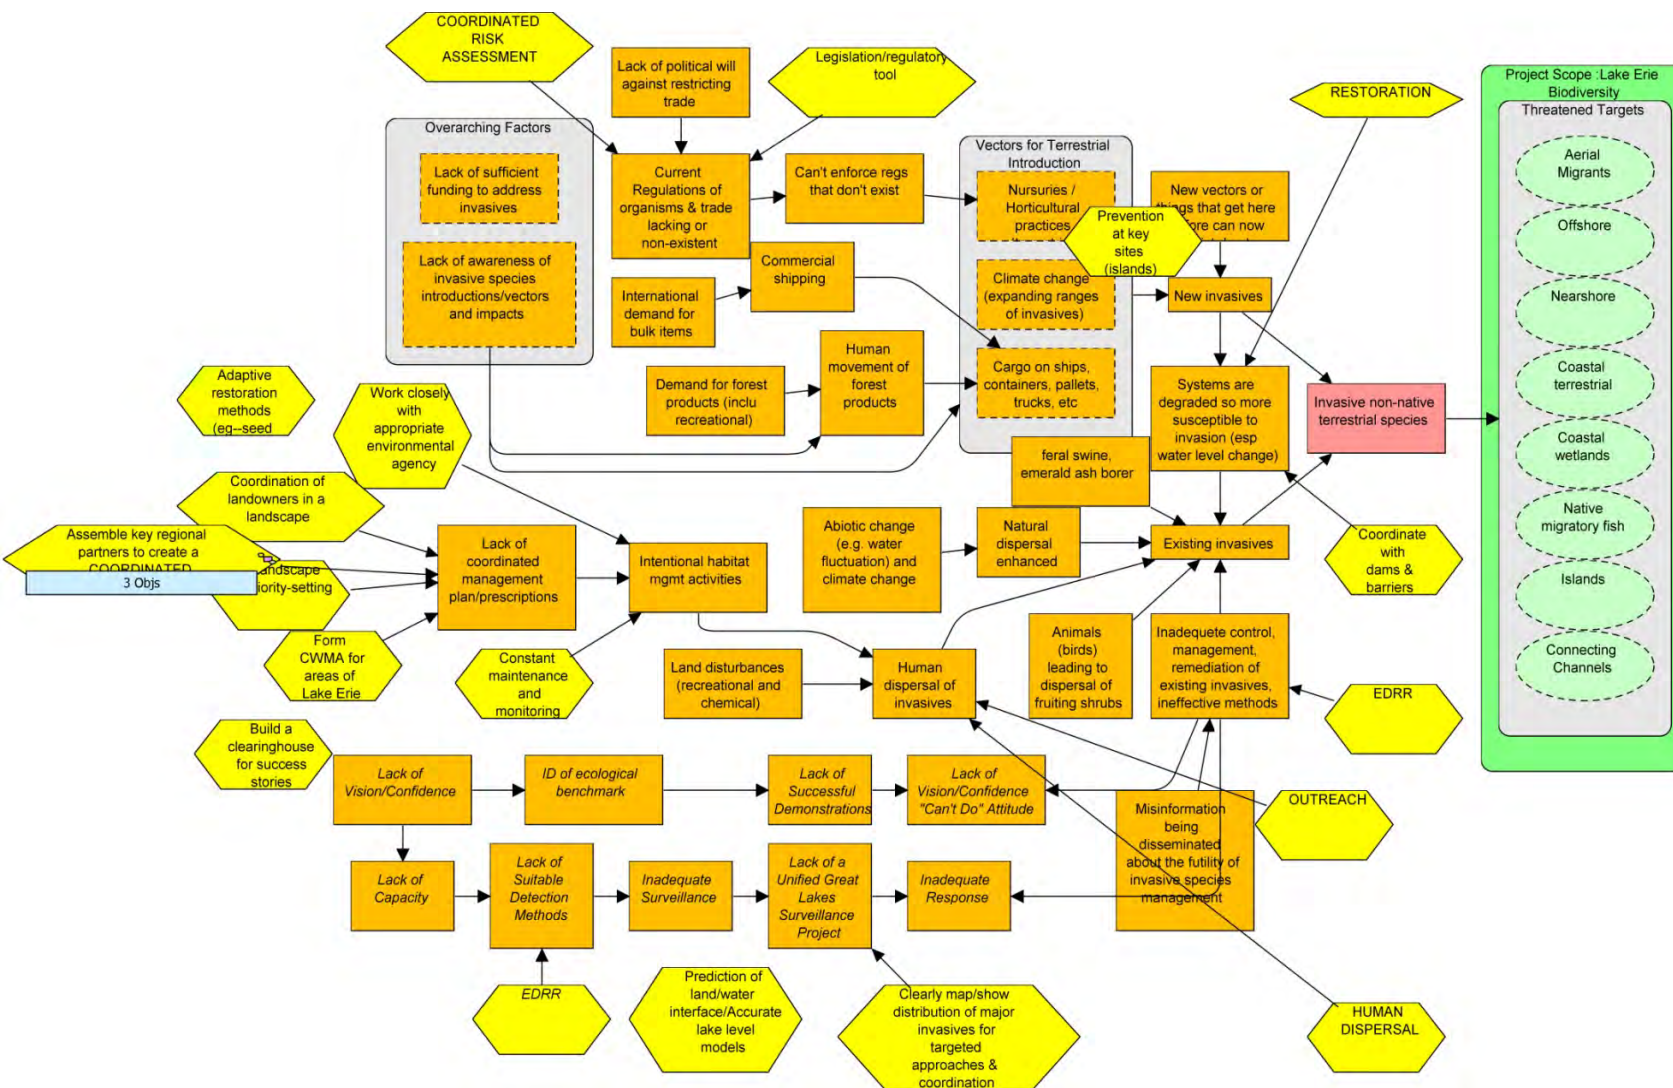 COORDINATED
RISK
ASSESSMENT
Lack of political will
against restricting
trade
Legislation/regulatory
tool
RESTORATION
Project Scope :Lake Erie
Biodiversity
Threatened Targets
Aerial
Migrants
Offshore
Nearshore
Coastal
terrestrial
Coastal
wetlands
Native
migratory fish
Islands
Connecting
Channels
Overarching Factors
Lack of sufficient
funding to address
invasives
Lack of awareness of
invasive species
introductions/vectors
and impacts
Current
Regulations of
organisms & trade
lacking or
non-existent
Can't enforce regs
that don't exist
Vectors for Terrestrial
Introduction
Nursuries /
Horticultural
practices
Climate change
(expanding ranges
of invasives)
Cargo on ships,
containers, pallets,
trucks, etc
New vectors or
things that get here
can now
Prevention
at key
sites
(islands)
New invasives
Commercial
shipping
International
demand for
bulk items
Human
movement of
forest
products
Demand for forest
products (inclu
recreational)
Systems are
degraded so more
susceptible to
invasion (esp
water level change)
Invasive non-native
terrestrial species
Adaptive
restoration
methods
(eg--seed
Work closely
with
appropriate
environmental
agency
feral swine,
emerald ash borer
Coordination of
landowners in a
landscape
Assemble key regional
partners to create a
COORDINATED
3 Objs
andscape
iority-setting
Form
CWMA for
areas of
Lake Erie
Lack of
coordinated
management
plan/prescriptions
Intentional habitat
mgmt activities
Constant
maintenance
and
monitoring
Abiotic change
(e.g. water
fluctuation) and
climate change
Natural
dispersal
enhanced
Existing invasives
Coordinate
with
dams &
barriers
Land disturbances
(recreational and
chemical)
Human
dispersal of
invasives
Animals
(birds)
leading to
dispersal of
fruiting shrubs
Inadequete control,
management,
remediation of
existing invasives,
ineffective methods
EDRR
Build a
clearinghouse
for success
stories
Lack of
Vision/Confidence
ID of ecological
benchmark
Lack of
Successful
Demonstrations
Lack of
Vision/Confidence
"Can't Do" Attitude
Misinformation
being
disseminated
about the futility of
invasive species
management
OUTREACH
Lack of
Capacity
Lack of
Suitable
Detection
Methods
Inadequate
Surveillance
Lack of a
Unified Great
Lakes
Surveillance
Project
Inadequate
Response
EDRR
Prediction of
land/water
interface/Accurate
lake level
models
Clearly map/show
distribution of major
invasives for
targeted
approaches &
coordination
HUMAN
DISPERSAL